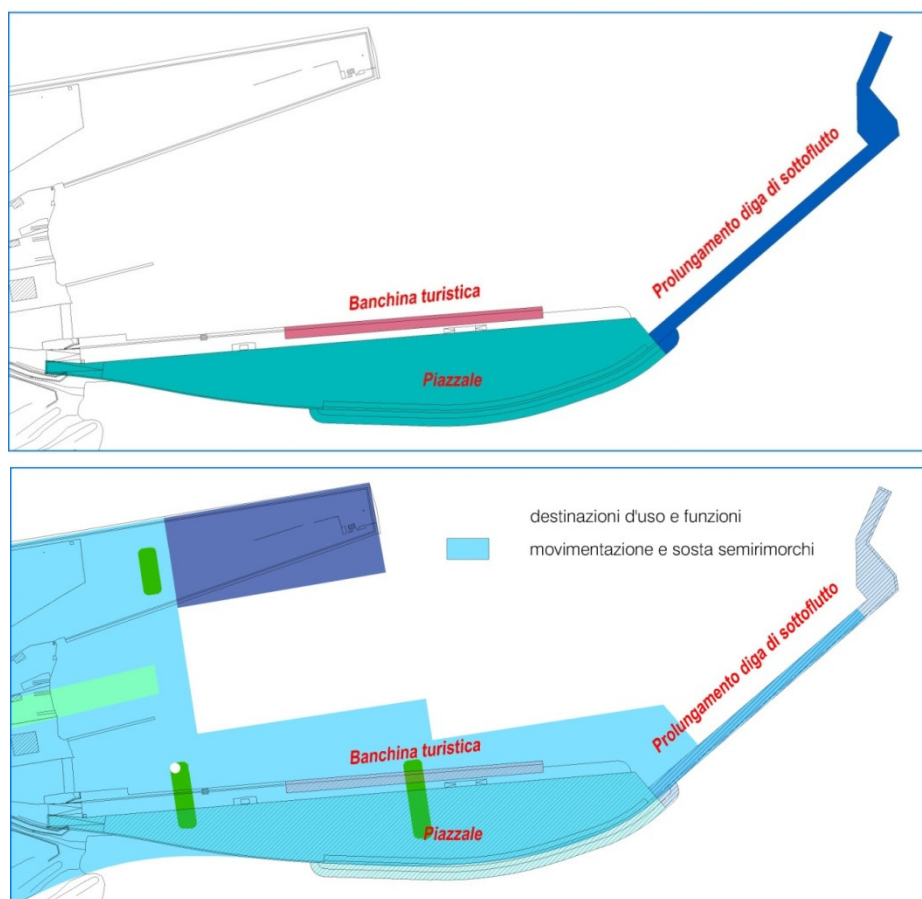 Prolungamento diga di sottoflutto
Banchina turistica
Piazzale
destinazioni d'uso e funzioni
movimentazione e sosta semirimorchi
Prolungamento diga di sottoflutto
Banchina turistica
Piazzale